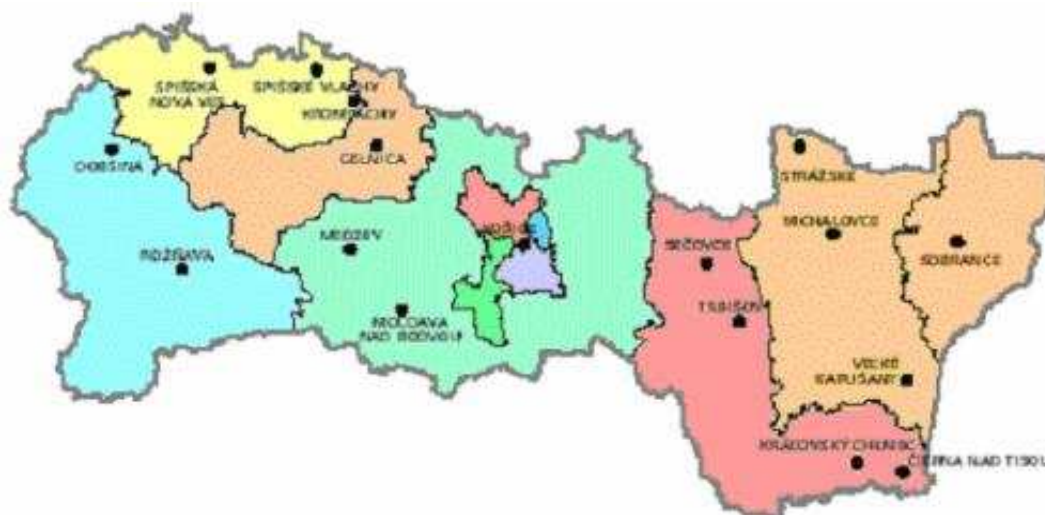 SPIŠSKÁ
NOVÁ VES
SPIŠSKÉ VLACHY
KROMPACHY
GELNICA
DOBŠINÁ
ROŽŇAVA
MEDZEV
MOLDAVA
NAD BODVOU
STRÁŽSKE
MICHALOVCE
SEČOVCE
SOBRANCE
TREBIŠOV
VEĽKÉ
KAPUŠANY
KRÁĽOVSKÝ CHLMEC
ČIERNA NAD TISOU